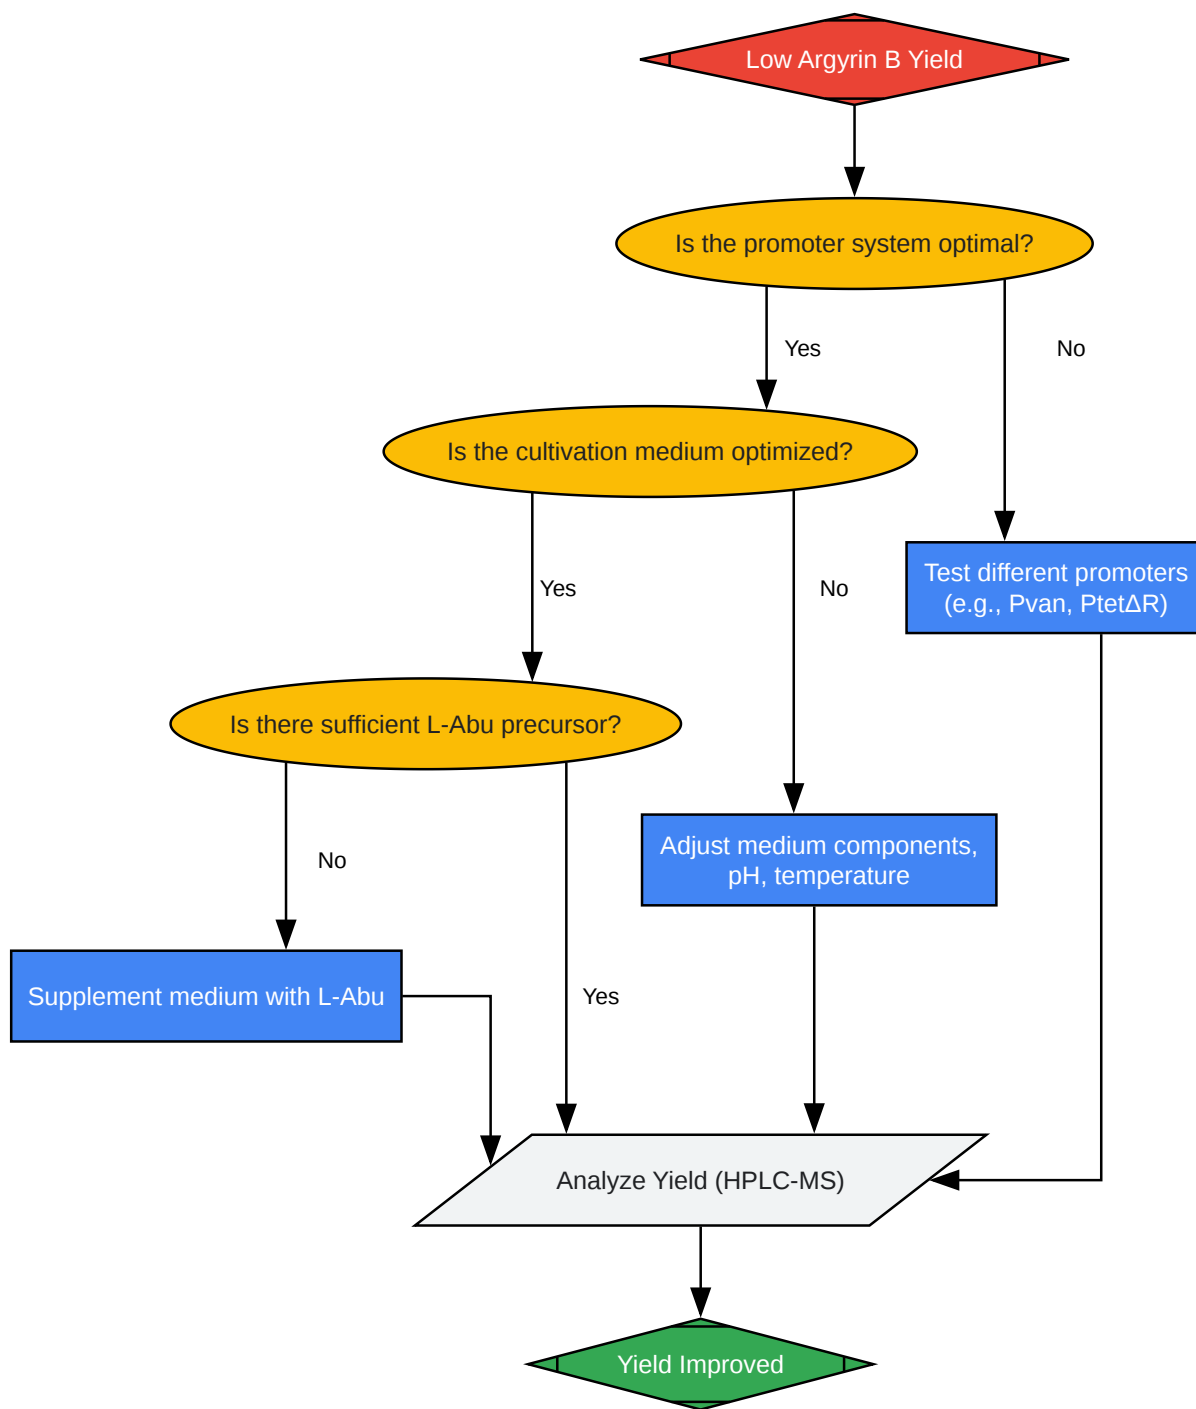 Low Argyrin B Yield
Is the promoter system optimal?
Yes
No
Is the cultivation medium optimized?
Test different promoters
(e.g., Pvan, PtetΔR)
Yes
No
Is there sufficient L-Abu precursor?
Adjust medium components,
pH, temperature
No
Supplement medium with L-Abu
Yes
Analyze Yield (HPLC-MS)
Yield Improved